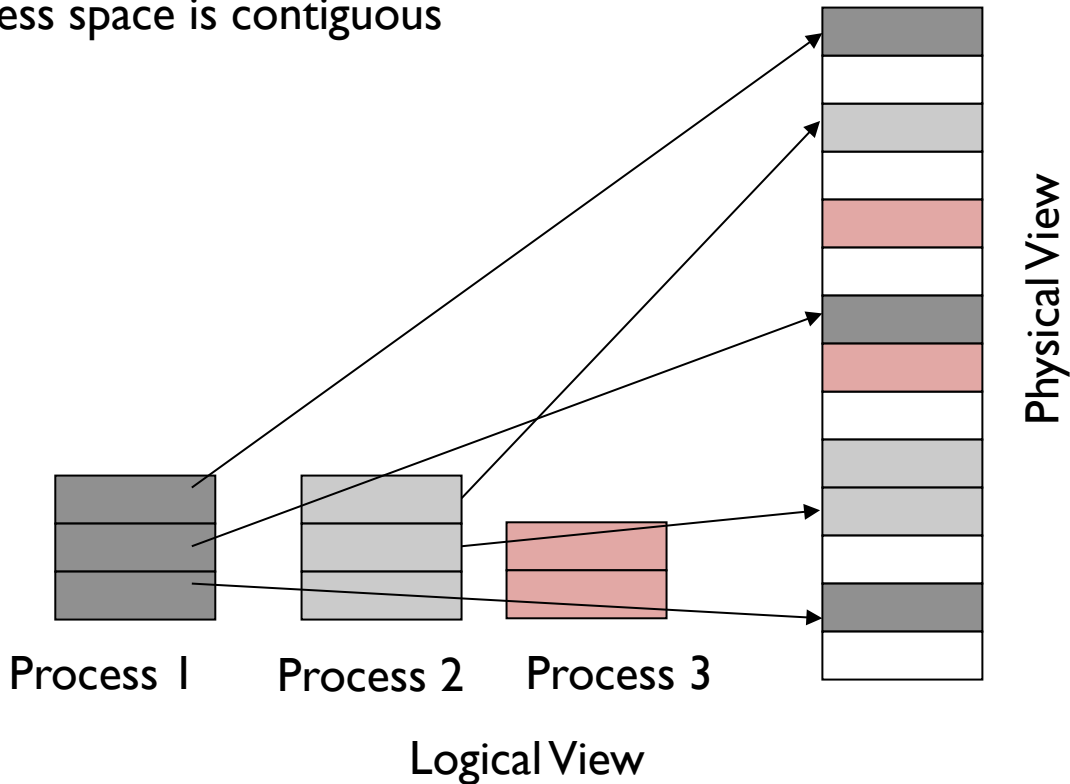 ess space is contiguous
Physical View
Process 1
Process 2
Process 3
Logical View